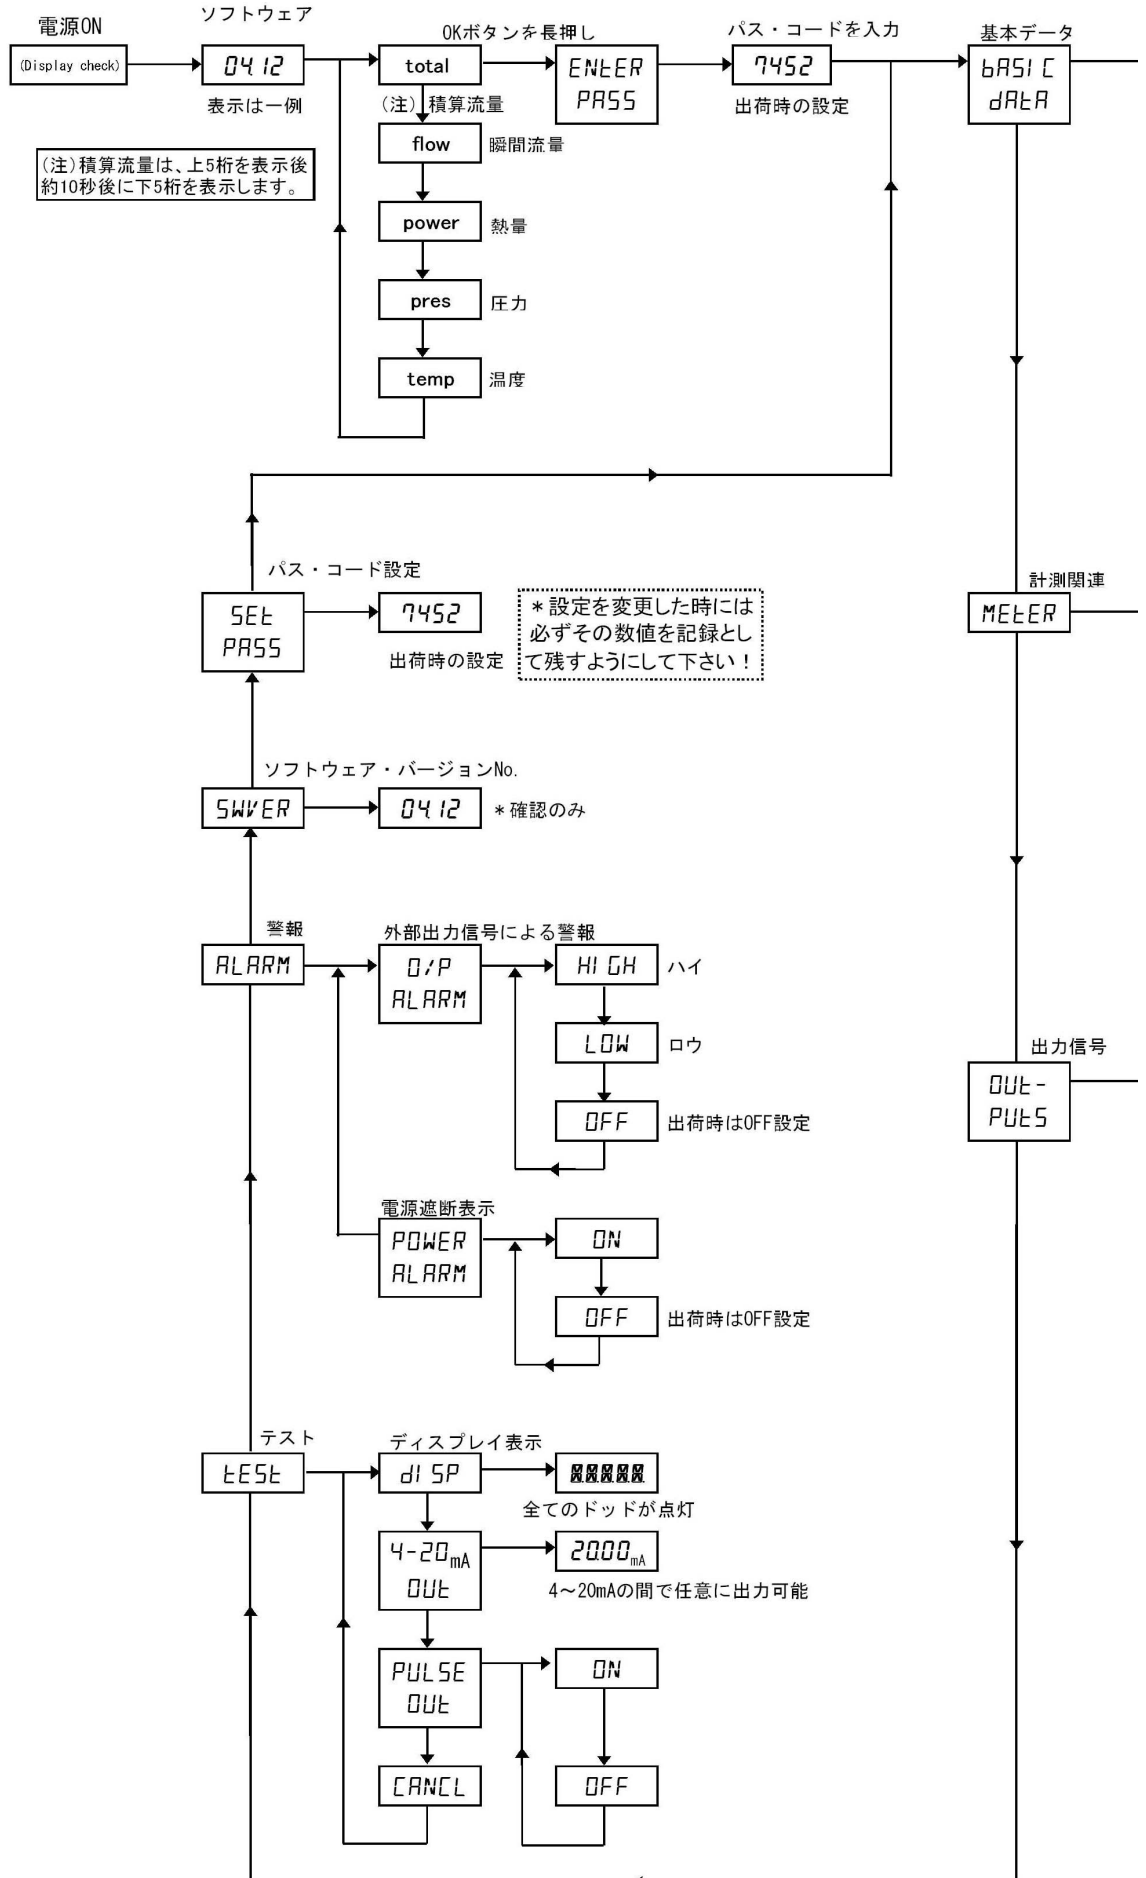 電源ON
ソフトウェア
OKボタンを長押し
パス・コードを入力
基本データ
(Display check)
04.12
total
ENtER
PASS
7452
bASIC
dAtA
表示は一例
(注)積算流量
出荷時の設定
(注)積算流量は、上5桁を表示後
約10秒後に下5桁を表示します。
flow
瞬間流量
power
熱量
pres
圧力
temp
温度
パス・コード設定
SEt
PASS
7452
出荷時の設定
*設定を変更した時には
必ずその数値を記録とし
て残すようにして下さい!
計測関連
MEtER
ソフトウェア・バージョンNo.
SWVER
04.12
*確認のみ
警報
ALARM
外部出力信号による警報
O/P
ALARM
HIGH
ハイ
LOW
ロウ
OFF
出荷時はOFF設定
出力信号
OUt-
PUtS
電源遮断表示
POWER
ALARM
ON
OFF
出荷時はOFF設定
テスト
tESt
ディスプレイ表示
dISP
全てのドッドが点灯
4-20mA
OUt
20.00mA
4~20mAの間で任意に出力可能
PULSE
OUt
ON
CANCL
OFF